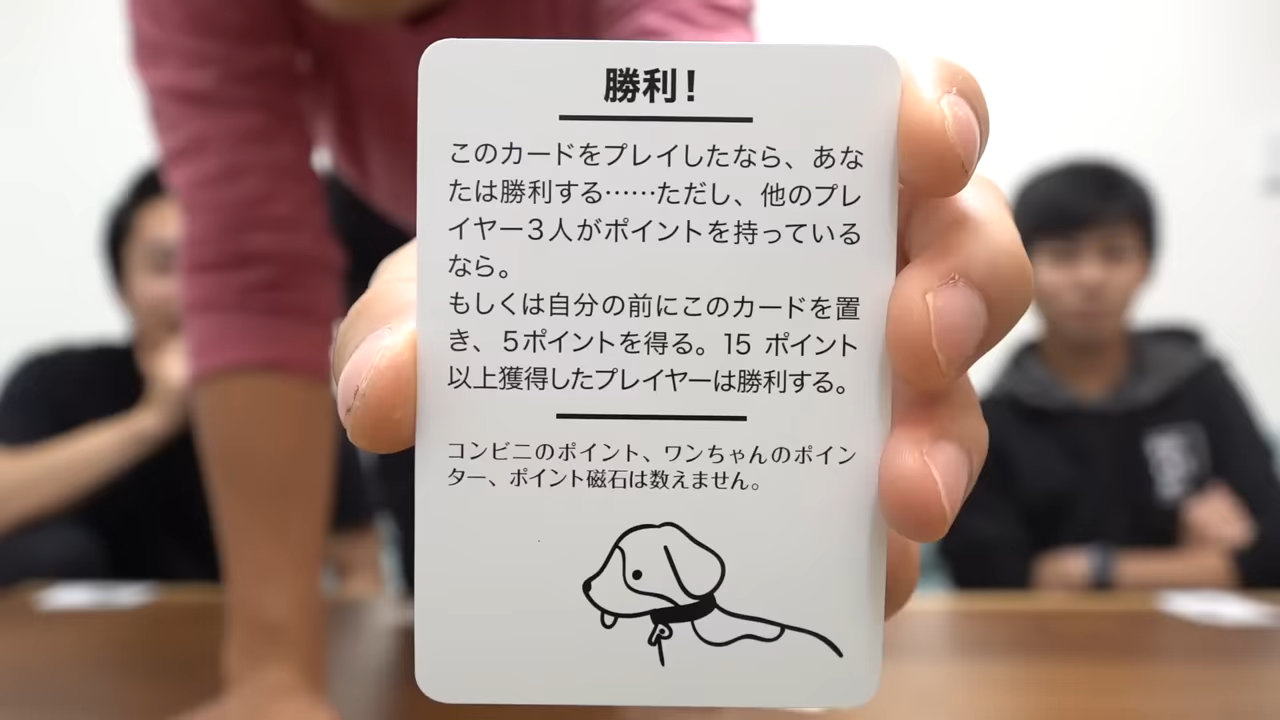 勝利！
このカードをプレイしたなら、あな
たは勝利する……ただし、他のプレ
イヤー3人がポイントを持っている
なら。
もしくは自分の前にこのカードを置
き、5ポイントを得る。15 ポイント
以上獲得したプレイヤーは勝利する。
コンビニのポイント、ワンちゃんのポイン
ター、ポイント磁石は数えません。